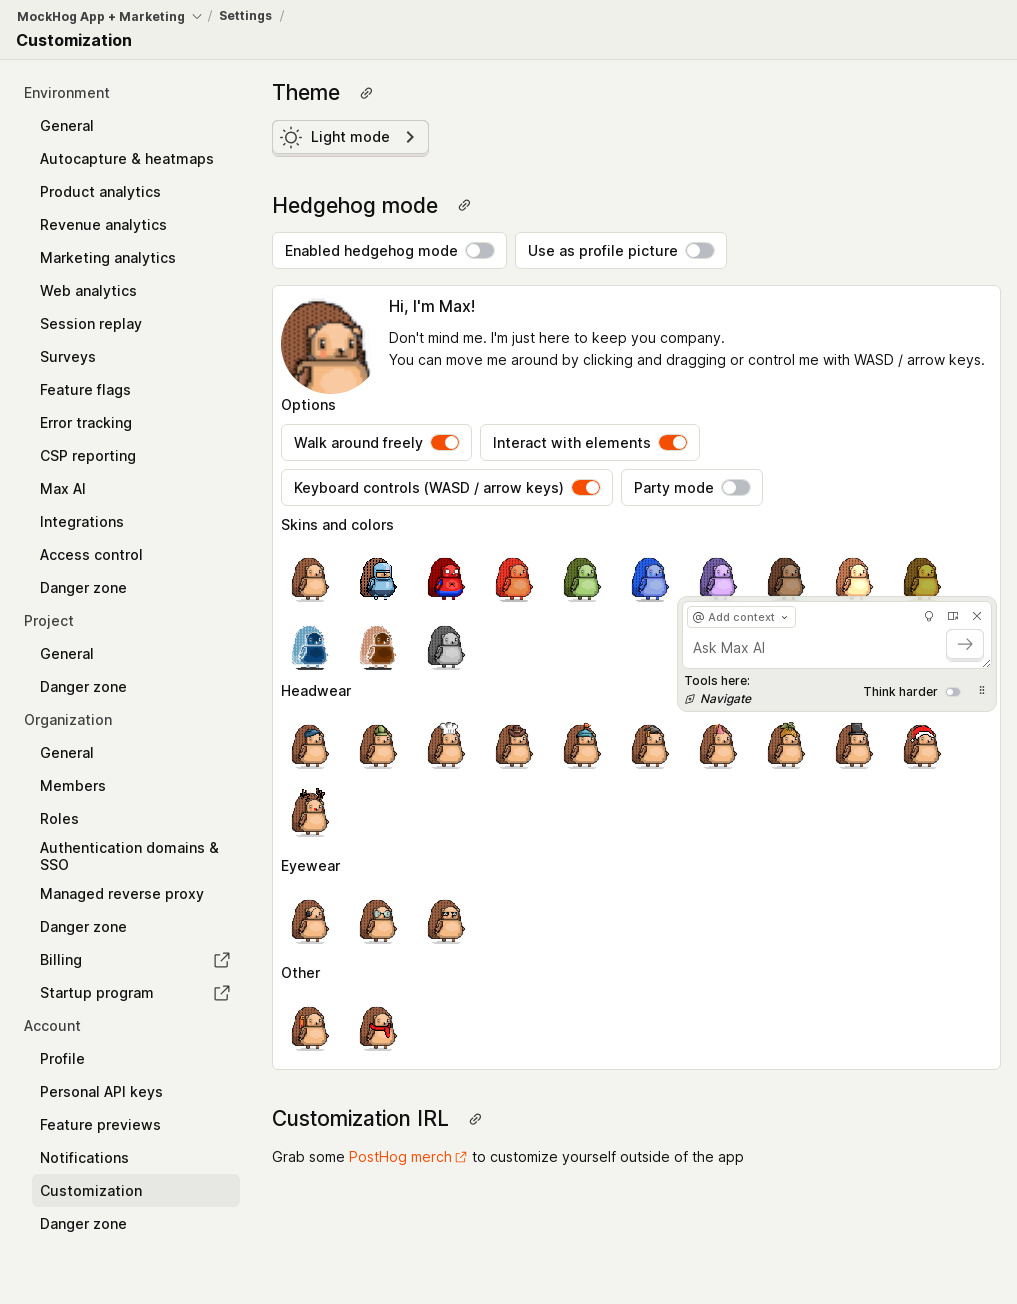 MockHog App + Marketing / Settings /
Customization
Environment
General
Autocapture & heatmaps
Product analytics
Revenue analytics
Marketing analytics
Web analytics
Session replay
Surveys
Feature flags
Error tracking
CSP reporting
Max AI
Integrations
Access control
Danger zone
Project
General
Danger zone
Organization
General
Members
Roles
Authentication domains &
SSO
Managed reverse proxy
Danger zone
Billing
Startup program
Account
Profile
Personal API keys
Feature previews
Notifications
Customization
Danger zone
Theme
Light mode
Hedgehog mode
Enabled hedgehog mode
Use as profile picture
Hi, I'm Max!
Don't mind me. I'm just here to keep you company.
You can move me around by clicking and dragging or control me with WASD / arrow keys.
Options
Walk around freely
Interact with elements
Keyboard controls (WASD / arrow keys)
Party mode
Skins and colors
@ Add context
Ask Max AI
Tools here:
Navigate
Think harder
Headwear
Eyewear
Other
Customization IRL
Grab some PostHog merch to customize yourself outside of the app